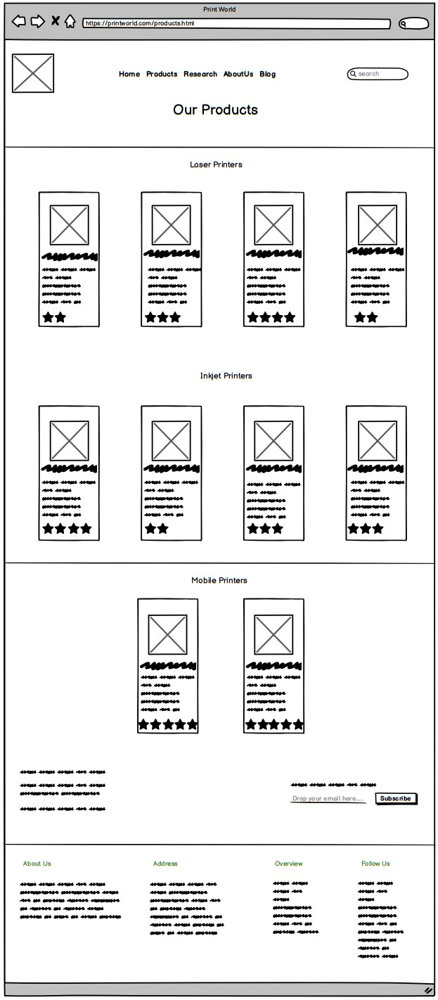 Print World
https://printworld.com/products.html
Home Products Research AboutUs Blog
search
Our Products
Laser Printers
Inkjet Printers
Mobile Printers
Drop your email here.....
Subscribe
About Us
Address
Overview
Follow Us